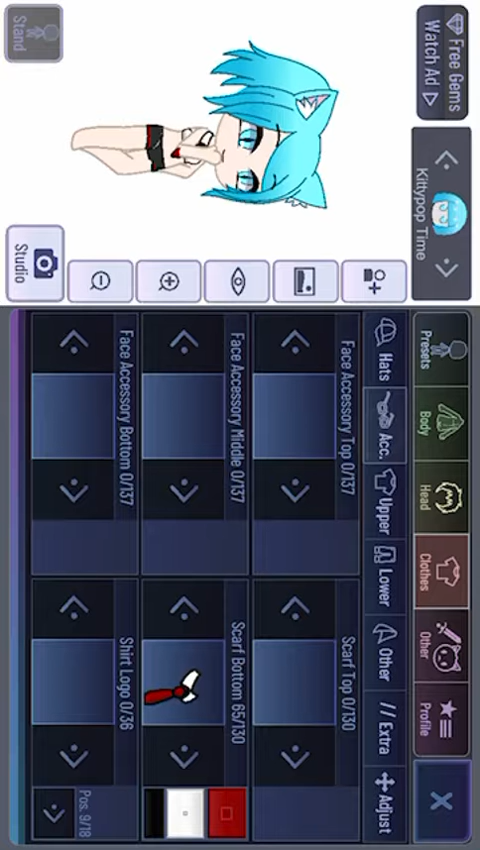 Free Gems
Watch Ad
Kittypop Time
Stand
Studio
Presets
Body
Head
Clothes
Other
Profile
X
Hats
Acc.
Upper
Lower
Other
Extra
Adjust
Face Accessory Top 0/137
Scarf Top 0/130
Face Accessory Middle 0/137
Scarf Bottom 65/130
Face Accessory Bottom 0/137
Shirt Logo 0/36
Pos. 9/18